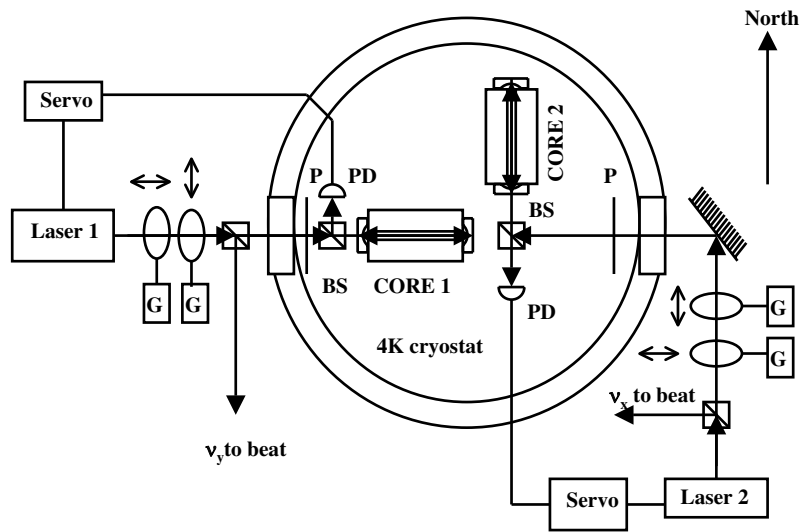 North
Servo
CORE 2
P
PD
P
BS
Laser 1
BS
CORE 1
G
G
PD
G
4K cryostat
G
νx to beat
νy to beat
Servo
Laser 2